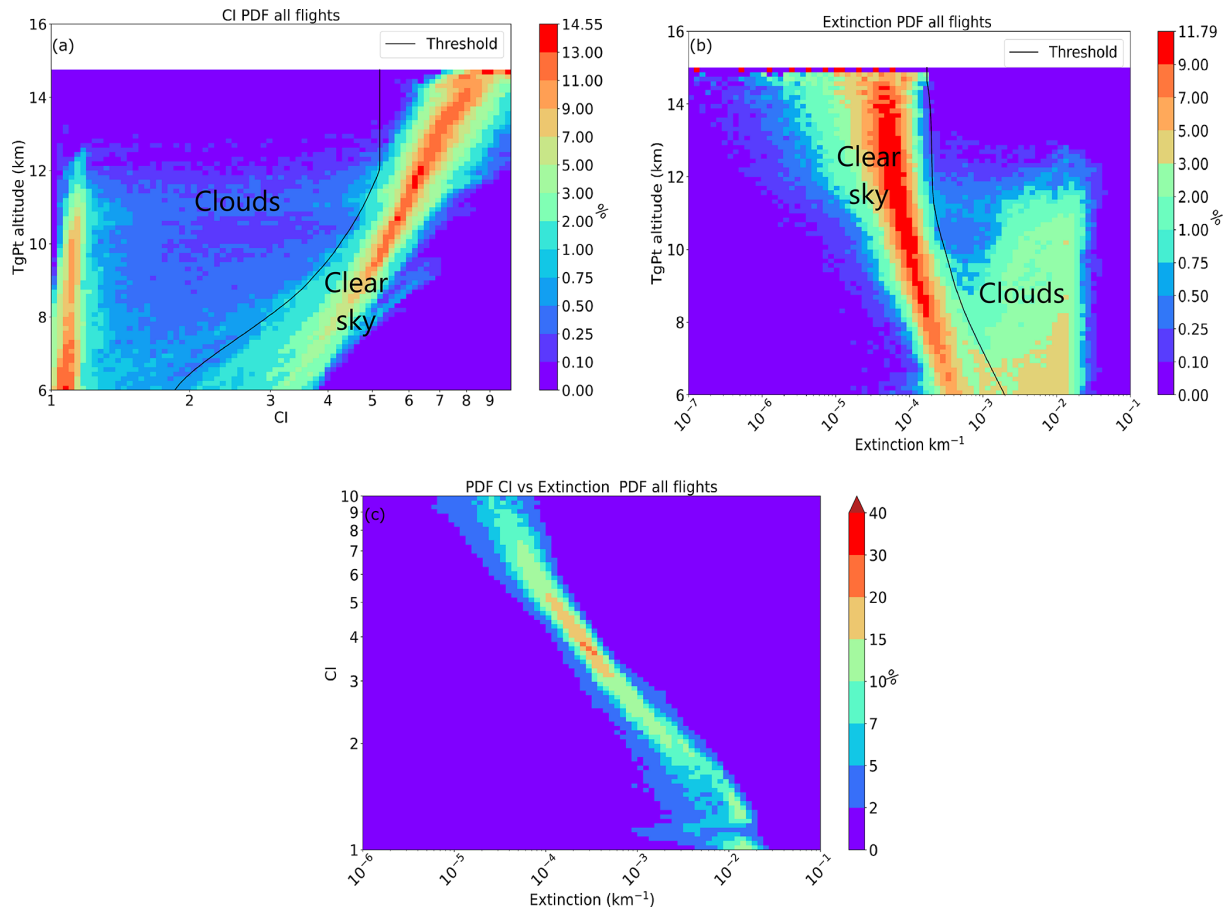 CI PDF all flights
(a)
Threshold
16
14
12
10
8
6
TgPt altitude (km)
Clouds
Clear
sky
1 2 3 4 5 6 7 8 9
CI
14.55
13.00
11.00
9.00
7.00
5.00
3.00
2.00
1.00
0.75
0.50
0.25
0.10
0.00
%
Extinction PDF all flights
(b)
Threshold
16
14
12
10
8
6
TgPt altitude (km)
Clear
sky
Clouds
10⁻⁷ 10⁻⁶ 10⁻⁵ 10⁻⁴ 10⁻³ 10⁻² 10⁻¹
Extinction km⁻¹
11.79
9.00
7.00
5.00
3.00
2.00
1.00
0.75
0.50
0.25
0.10
0.00
%
PDF CI vs Extinction PDF all flights
(c)
10
9
8
7
6
5
4
3
2
1
CI
10⁻⁶ 10⁻⁵ 10⁻⁴ 10⁻³ 10⁻² 10⁻¹
Extinction (km⁻¹)
40
30
20
15
10
7
5
2
0
%